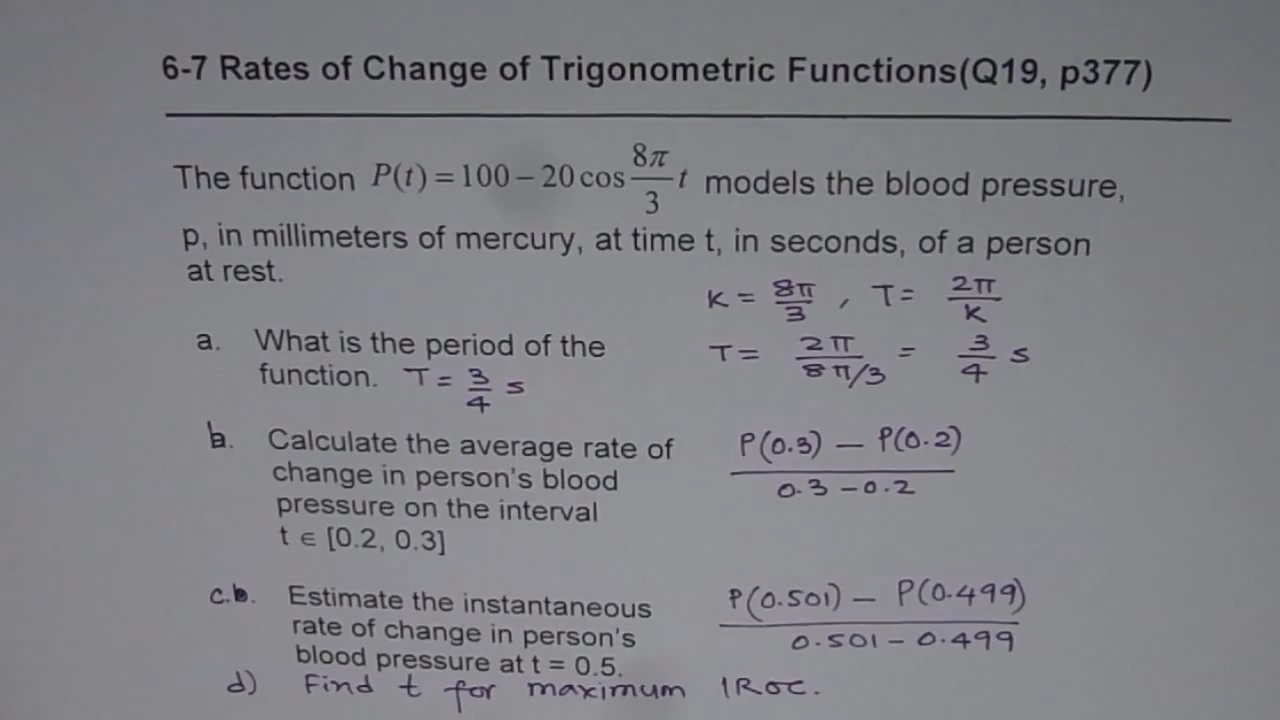 6-7 Rates of Change of Trigonometric Functions(Q19, p377)
The function P(t) = 100 – 20 cos 8π/3 t models the blood pressure,
p, in millimeters of mercury, at time t, in seconds, of a person
at rest.
K = 8π/3 , T = 2π/K
a. What is the period of the
function. T = 3/4 s
T = 2π/(8π/3) = 3/4 s
b. Calculate the average rate of
change in person's blood
pressure on the interval
t ∈ [0.2, 0.3]
P(0.3) – P(0.2)
0.3 – 0.2
c.b. Estimate the instantaneous
rate of change in person's
blood pressure at t = 0.5.
P(0.501) – P(0.499)
0.501 – 0.499
d) Find t for maximum IROC.